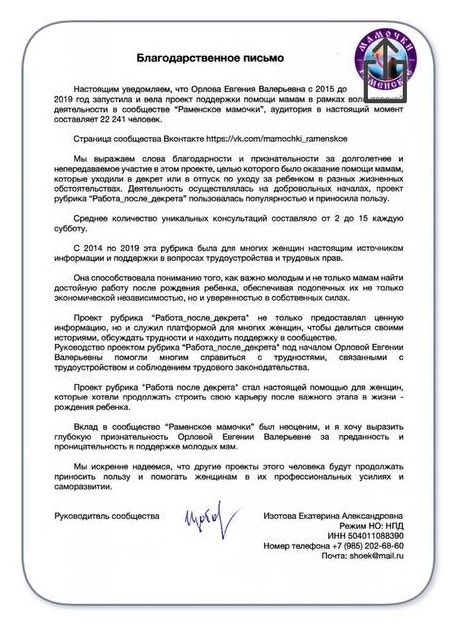 МАМОЧКИ
Благодарственное письмо
Настоящим уведомляем, что Орлова Евгения Валерьевна с 2015 до
2019 год запустила и вела проект поддержки помощи мамам в рамках
деятельности в сообществе “Раменское мамочки”, аудитория в настоящий момент
составляет 22 241 человек.
Страница сообщества Вконтакте https://vk.com/mamochki_ramenskoe
Мы выражаем слова благодарности и признательности за долголетнее и
непередаваемое участие в этом проекте, целью которого было оказание помощи мамам,
которые уходили в декрет или в отпуск по уходу за ребенком в разных жизненных
обстоятельствах. Деятельность осуществлялась на добровольных началах, проект
рубрика “Работа_после_декрета” пользовалась популярностью и приносила пользу.
Среднее количество уникальных консультаций составляло от 2 до 15 каждую
субботу.
С 2014 по 2019 эта рубрика была для многих женщин настоящим источником
информации и поддержки в вопросах трудоустройства и трудовых прав.
Она способствовала пониманию того, как важно молодым и не только мамам найти
достойную работу после рождения ребенка, обеспечивая подопечных их не только
экономической независимостью, но и уверенностью в собственных силах.
Проект рубрика "Работа_после_декрета" не только предоставлял ценную
информацию, но и служил платформой для многих женщин, чтобы делиться своими
историями, обсуждать трудности и находить поддержку в сообществе.
Руководство проектом рубрики "Работа_после_декрета" под началом Орловой Евгении
Валерьевны помогли многим справиться с трудностями, связанными с
трудоустройством и соблюдением трудового законодательства.
Проект рубрика "Работа после декрета" стал настоящей помощью для женщин,
которые хотели продолжать строить свою карьеру после важного этапа в жизни -
рождения ребенка.
Вклад в сообщество “Раменское мамочки” был неоценим, и я хочу выразить
глубокую признательность Орловой Евгении Валерьевне за преданность и
проницательность в поддержке молодых мам.
Мы искренне надеемся, что другие проекты этого человека будут продолжать
приносить пользу и помогать женщинам в их профессиональных усилиях и
саморазвитии.
Руководитель сообщества
Изотова Екатерина Александровна
Режим НО: НПД
ИНН 504011088390
Номер телефона +7 (985) 202-68-60
Почта: shoek@mail.ru